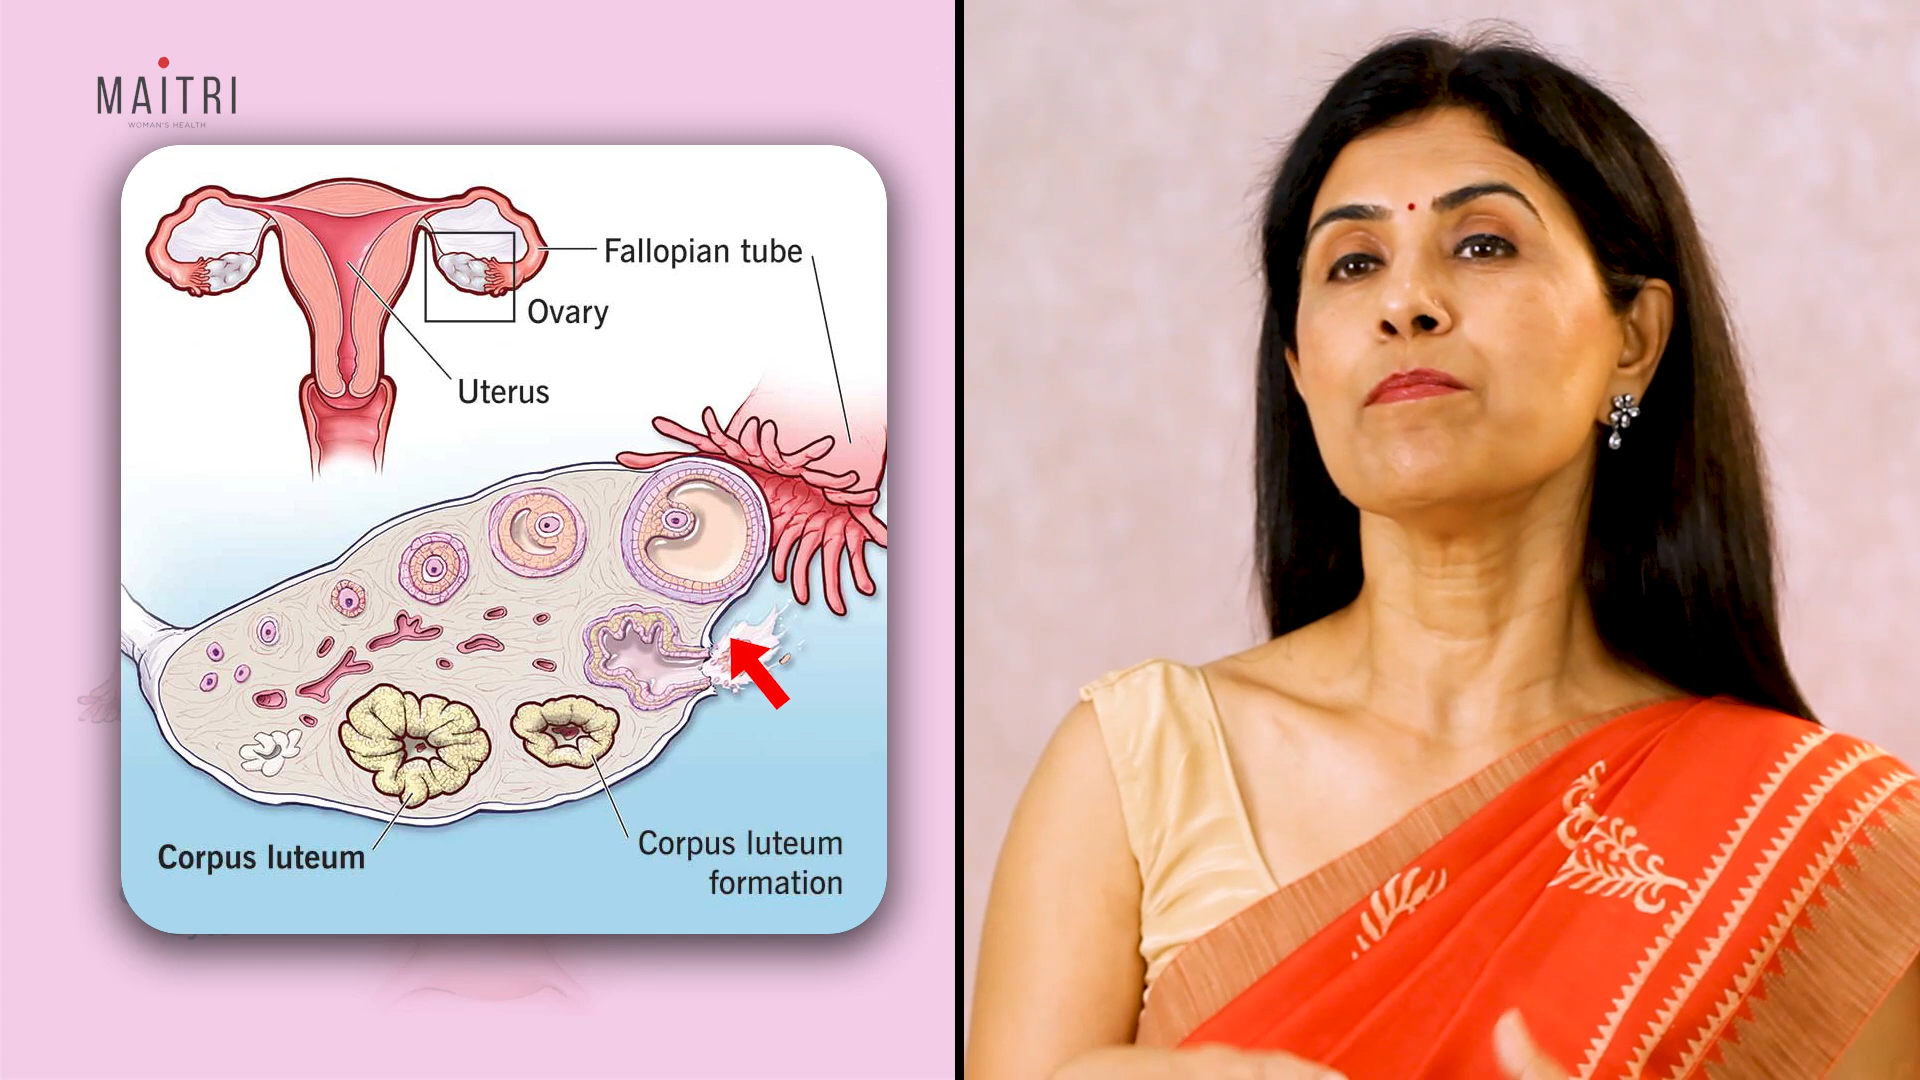 MAITRI
WOMAN'S HEALTH
Fallopian tube
Ovary
Uterus
Corpus luteum
Corpus luteum
formation